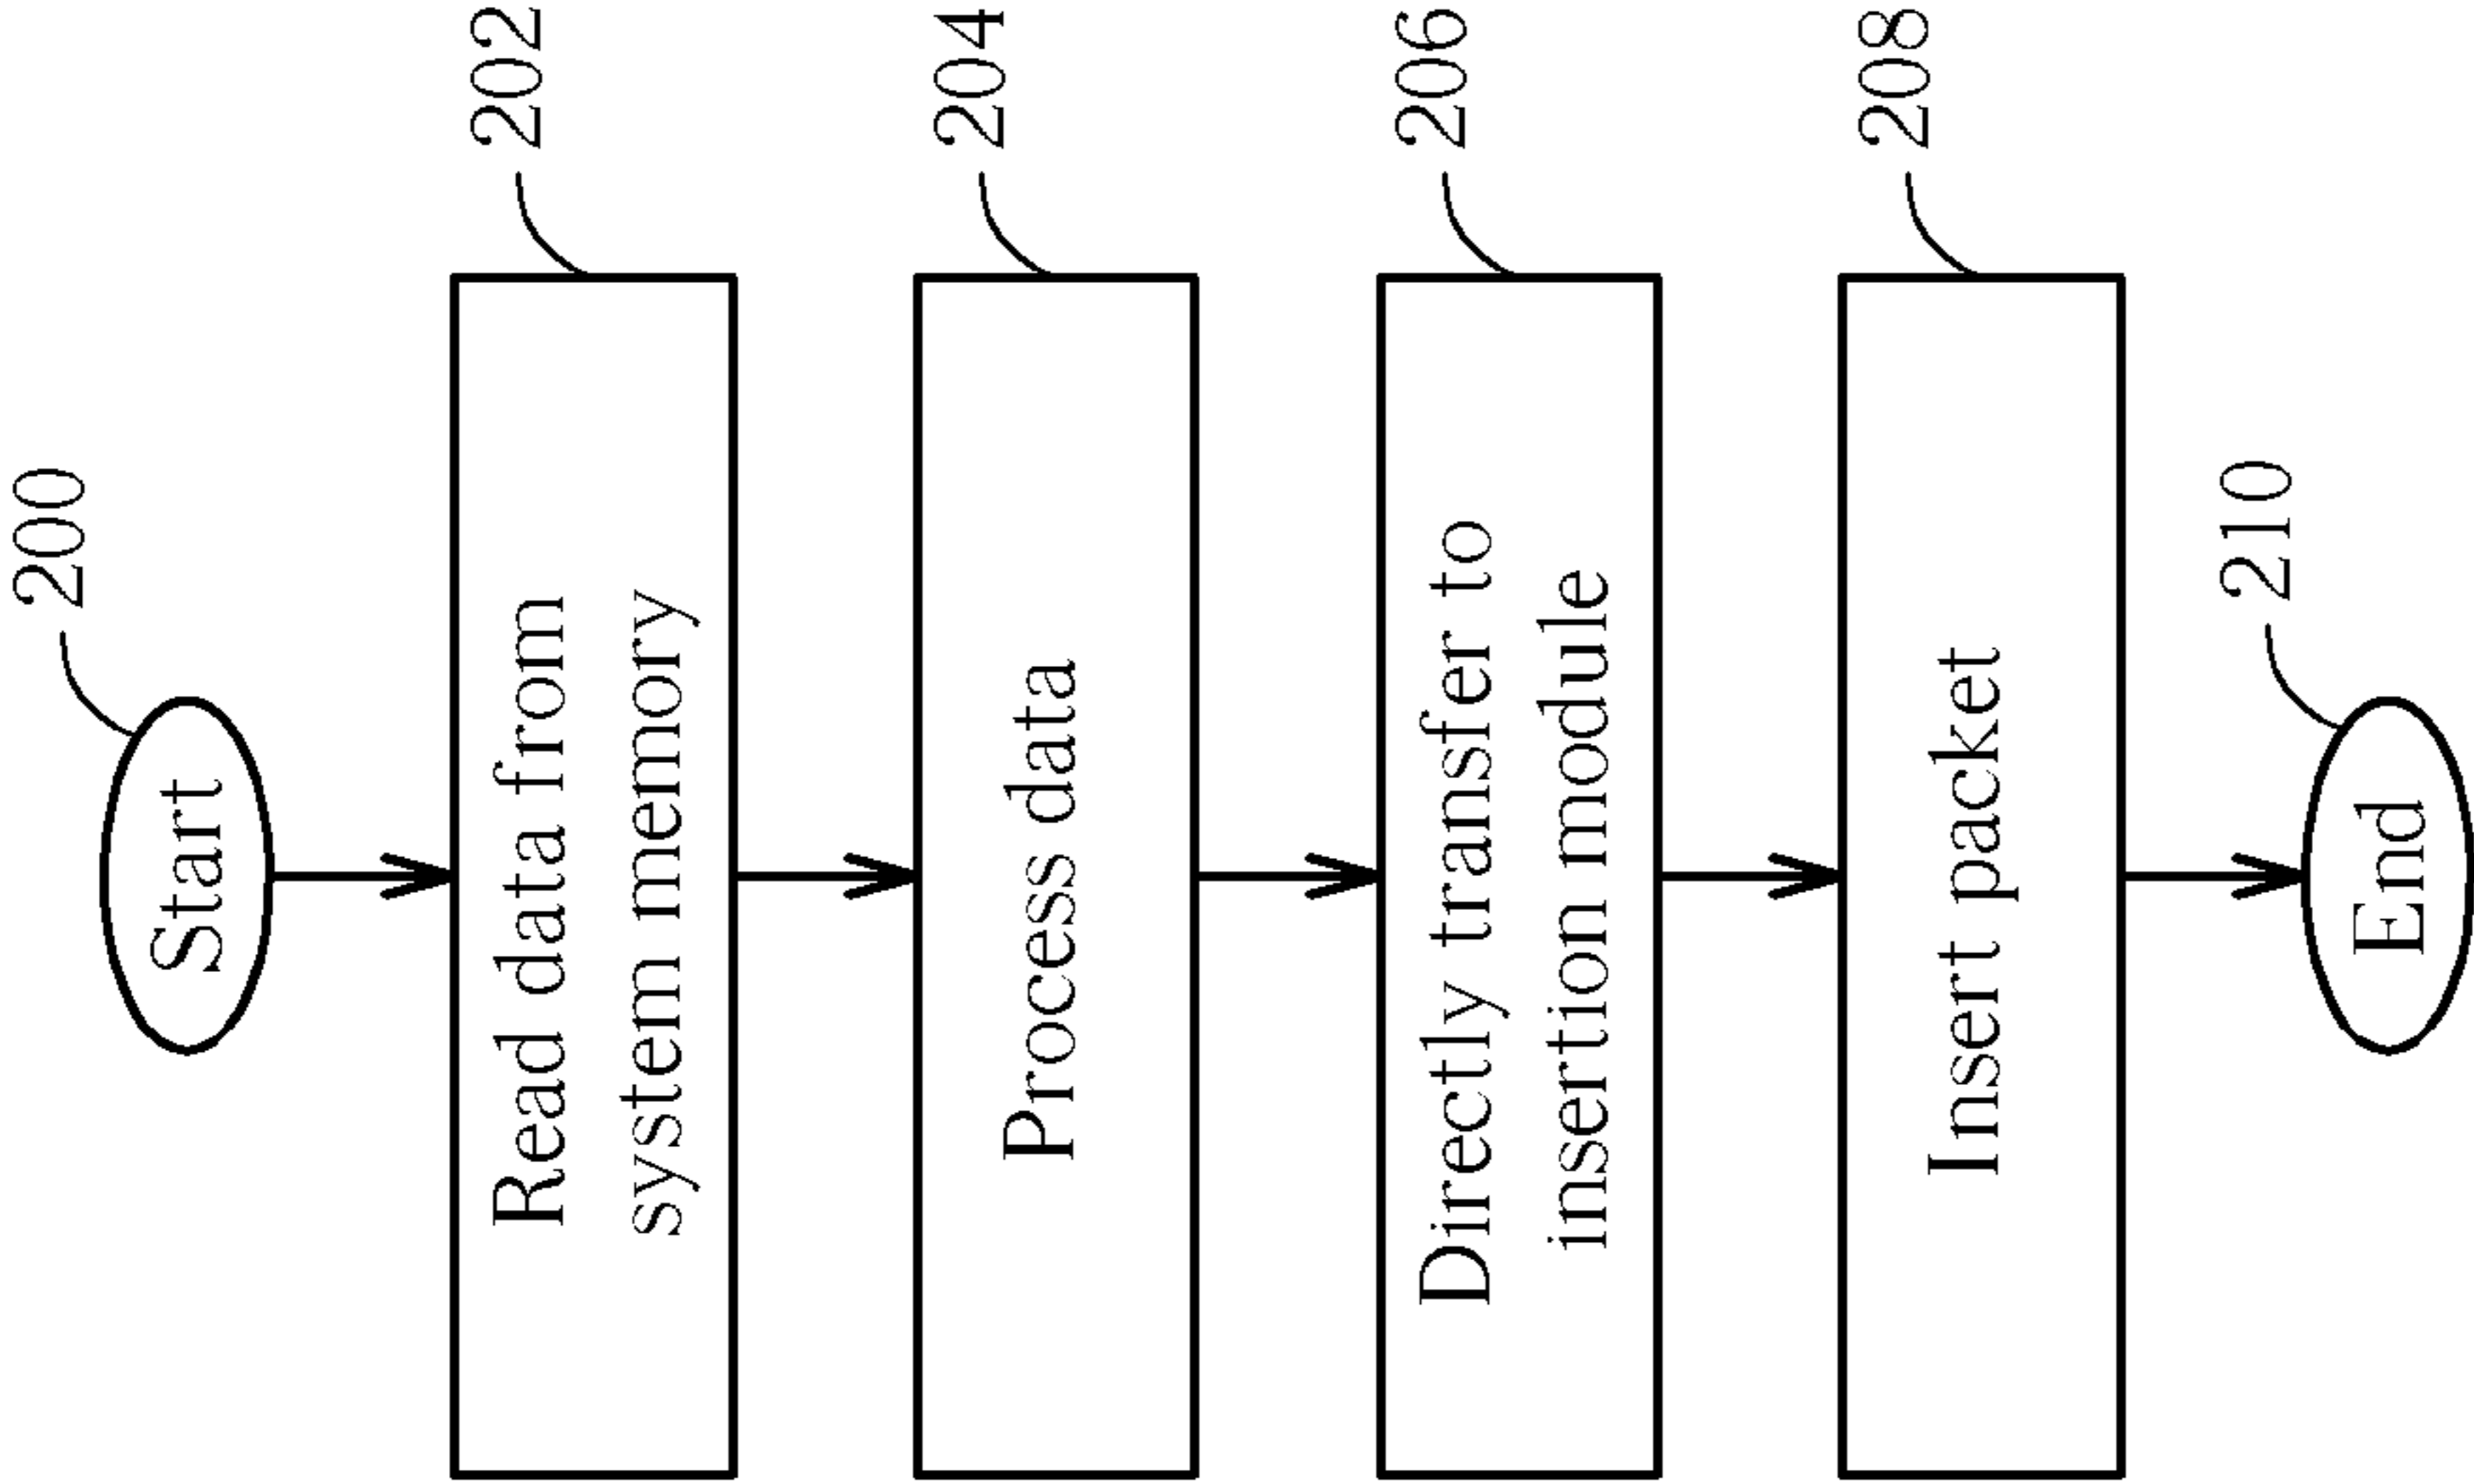 200
Start
202
Read data from
system memory
204
Process data
206
Directly transfer to
insertion module
208
Insert packet
210
End